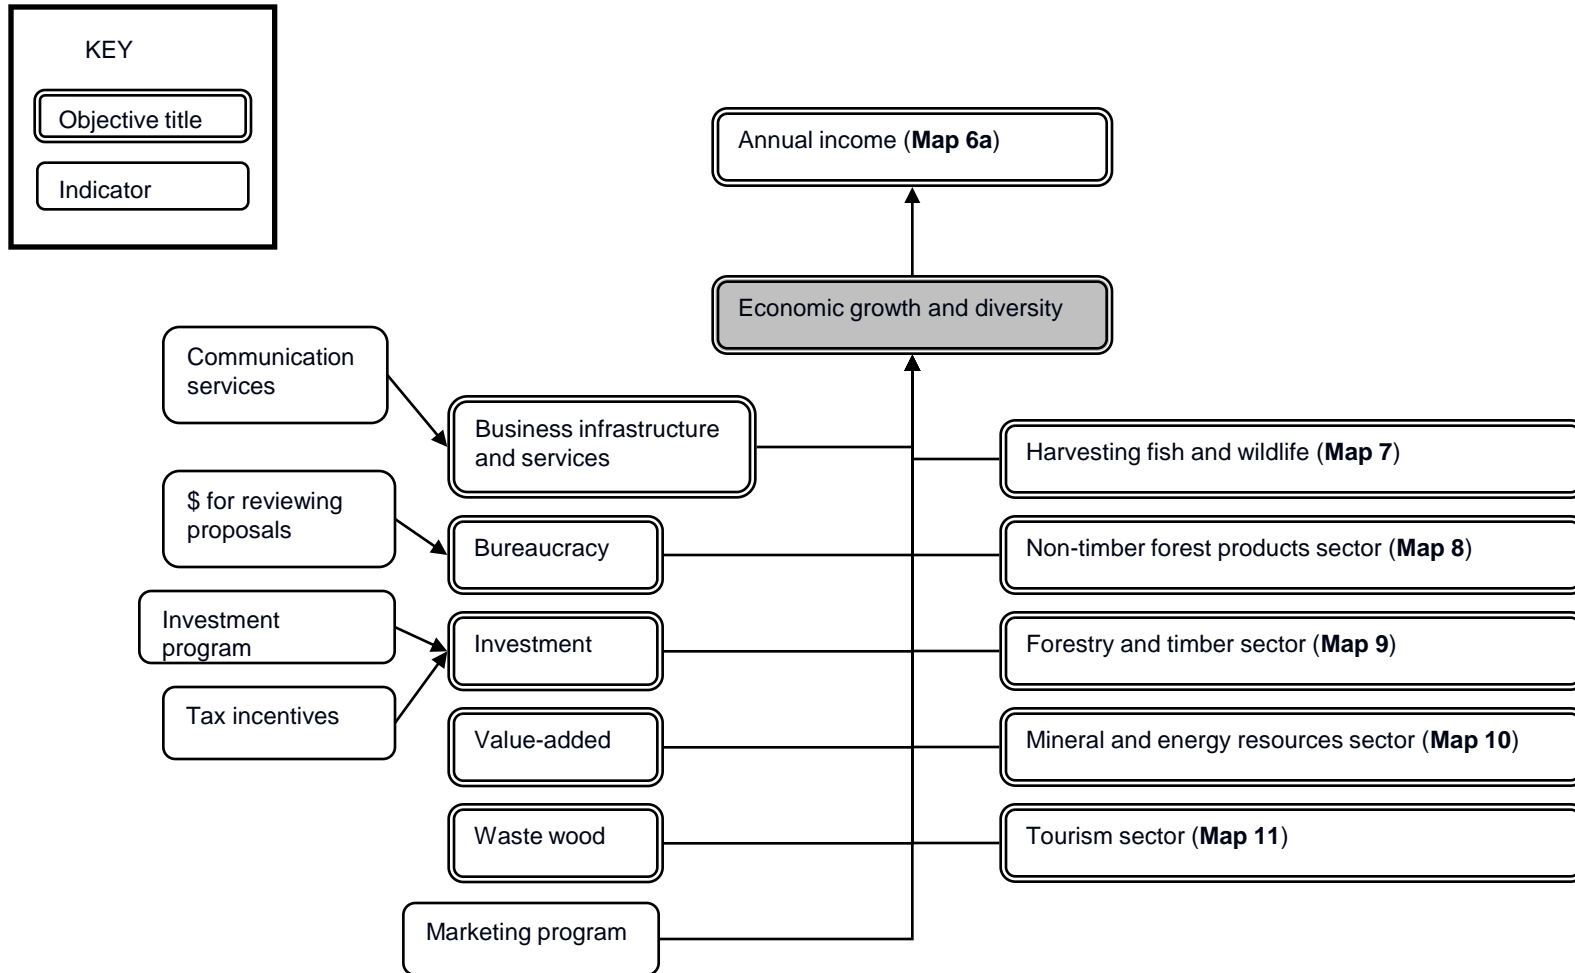 KEY
Objective title
Indicator
Annual income (Map 6a)
Economic growth and diversity
Communication
services
Business infrastructure
and services
$ for reviewing
proposals
Bureaucracy
Investment
program
Investment
Tax incentives
Value-added
Waste wood
Marketing program
Harvesting fish and wildlife (Map 7)
Non-timber forest products sector (Map 8)
Forestry and timber sector (Map 9)
Mineral and energy resources sector (Map 10)
Tourism sector (Map 11)